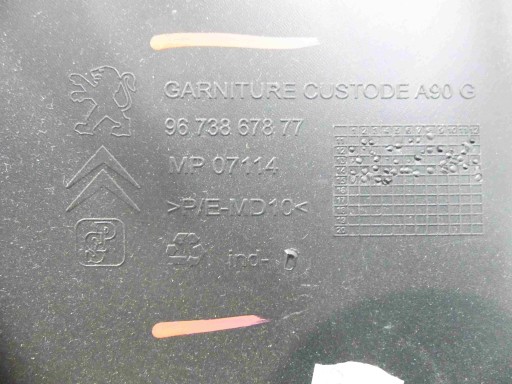 GARNITURE CUSTODE A90 G
96 738 678 77
MP 07114
>P/E-MD10<
ind-